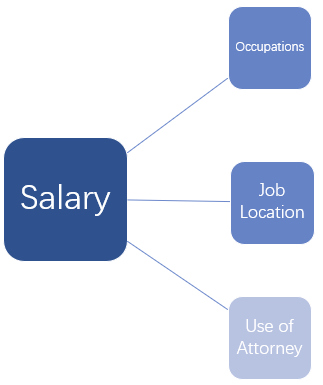 Occupations
Salary
Job
Location
Use of
Attorney